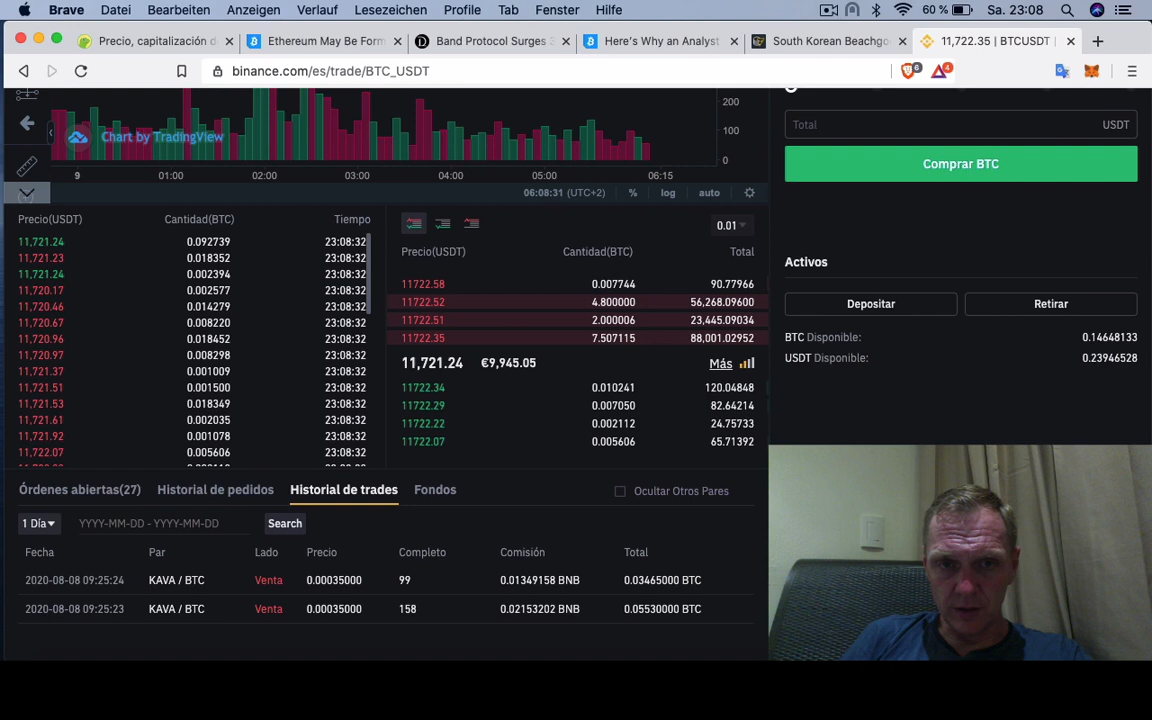 Brave Datei Bearbeiten Anzeigen Verlauf Lesezeichen Profile Tab Fenster Hilfe 60 % Sa. 23:08
Precio, capitalización d Ethereum May Be Form Band Protocol Surges Here's Why an Analyst South Korean Beachgo 11,722.35 | BTCUSDT |
binance.com/es/trade/BTC_USDT 6 4
200
100
0
Chart by TradingView
9 01:00 02:00 03:00 04:00 05:00 06:15
06:08:31 (UTC+2) % log auto
Total USDT
Comprar BTC
Activos
Depositar Retirar
BTC Disponible: 0.14648133
USDT Disponible: 0.23946528
Precio(USDT) Cantidad(BTC) Tiempo
11,721.24 0.092739 23:08:32
11,721.23 0.018352 23:08:32
11,721.24 0.002394 23:08:32
11,720.17 0.002577 23:08:32
11,720.46 0.014279 23:08:32
11,720.67 0.008220 23:08:32
11,720.96 0.018452 23:08:32
11,720.97 0.008298 23:08:32
11,721.37 0.001009 23:08:32
11,721.51 0.001500 23:08:32
11,721.53 0.018349 23:08:32
11,721.61 0.002035 23:08:32
11,721.92 0.001078 23:08:32
11,722.07 0.005606 23:08:32
0.01
Precio(USDT) Cantidad(BTC) Total
11722.58 0.007744 90.77966
11722.52 4.800000 56,268.09600
11722.51 2.000006 23,445.09034
11722.35 7.507115 88,001.02952
11,721.24 €9,945.05 Más
11722.34 0.010241 120.04848
11722.29 0.007050 82.64214
11722.22 0.002112 24.75733
11722.07 0.005606 65.71392
Órdenes abiertas(27) Historial de pedidos Historial de trades Fondos Ocultar Otros Pares
1 Día YYYY-MM-DD - YYYY-MM-DD Search
Fecha Par Lado Precio Completo Comisión Total
2020-08-08 09:25:24 KAVA / BTC Venta 0.00035000 99 0.01349158 BNB 0.03465000 BTC
2020-08-08 09:25:23 KAVA / BTC Venta 0.00035000 158 0.02153202 BNB 0.05530000 BTC